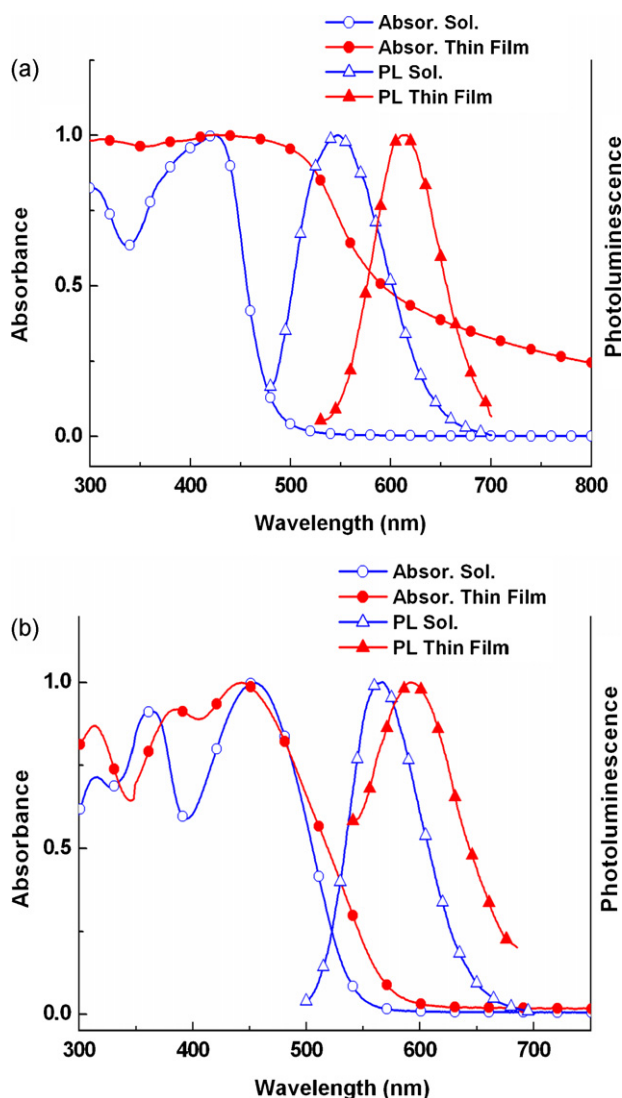 (a)
Absor. Sol.
Absor. Thin Film
PL Sol.
PL Thin Film
1.0
0.5
0.0
Absorbance
Photoluminescence
300 400 500 600 700 800
Wavelength (nm)
(b)
Absor. Sol.
Absor. Thin Film
PL Sol.
PL Thin Film
1.0
0.5
0.0
Absorbance
Photoluminescence
300 400 500 600 700
Wavelength (nm)